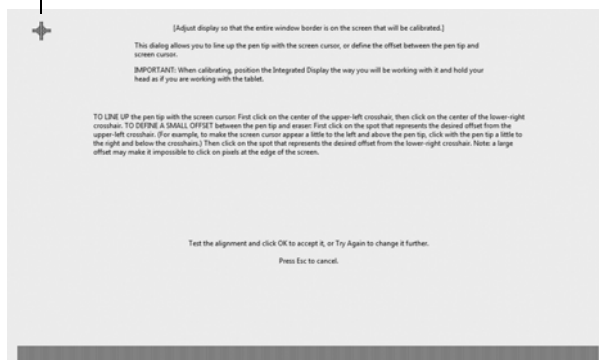 [Adjust display so that the entire window border is on the screen that will be calibrated.]
This dialog allows you to line up the pen tip with the screen cursor, or define the offset between the pen tip and
screen cursor.
IMPORTANT: When calibrating, position the Integrated Display the way you will be working with it and hold your
head as if you are working with the tablet.
TO LINE UP the pen tip with the screen cursor: First click on the center of the upper-left crosshair, then click on the center of the lower-right
crosshair. TO DEFINE A SMALL OFFSET between the pen tip and eraser: First click on the spot that represents the desired offset from the
upper-left crosshair. (For example, to make the screen cursor appear a little to the left and above the pen tip, click with the pen tip a little to
the right and below the crosshairs.) Then click on the spot that represents the desired offset from the lower-right crosshair. Note: a large
offset may make it impossible to click on pixels at the edge of the screen.
Test the alignment and click OK to accept it, or Try Again to change it further.
Press Esc to cancel.